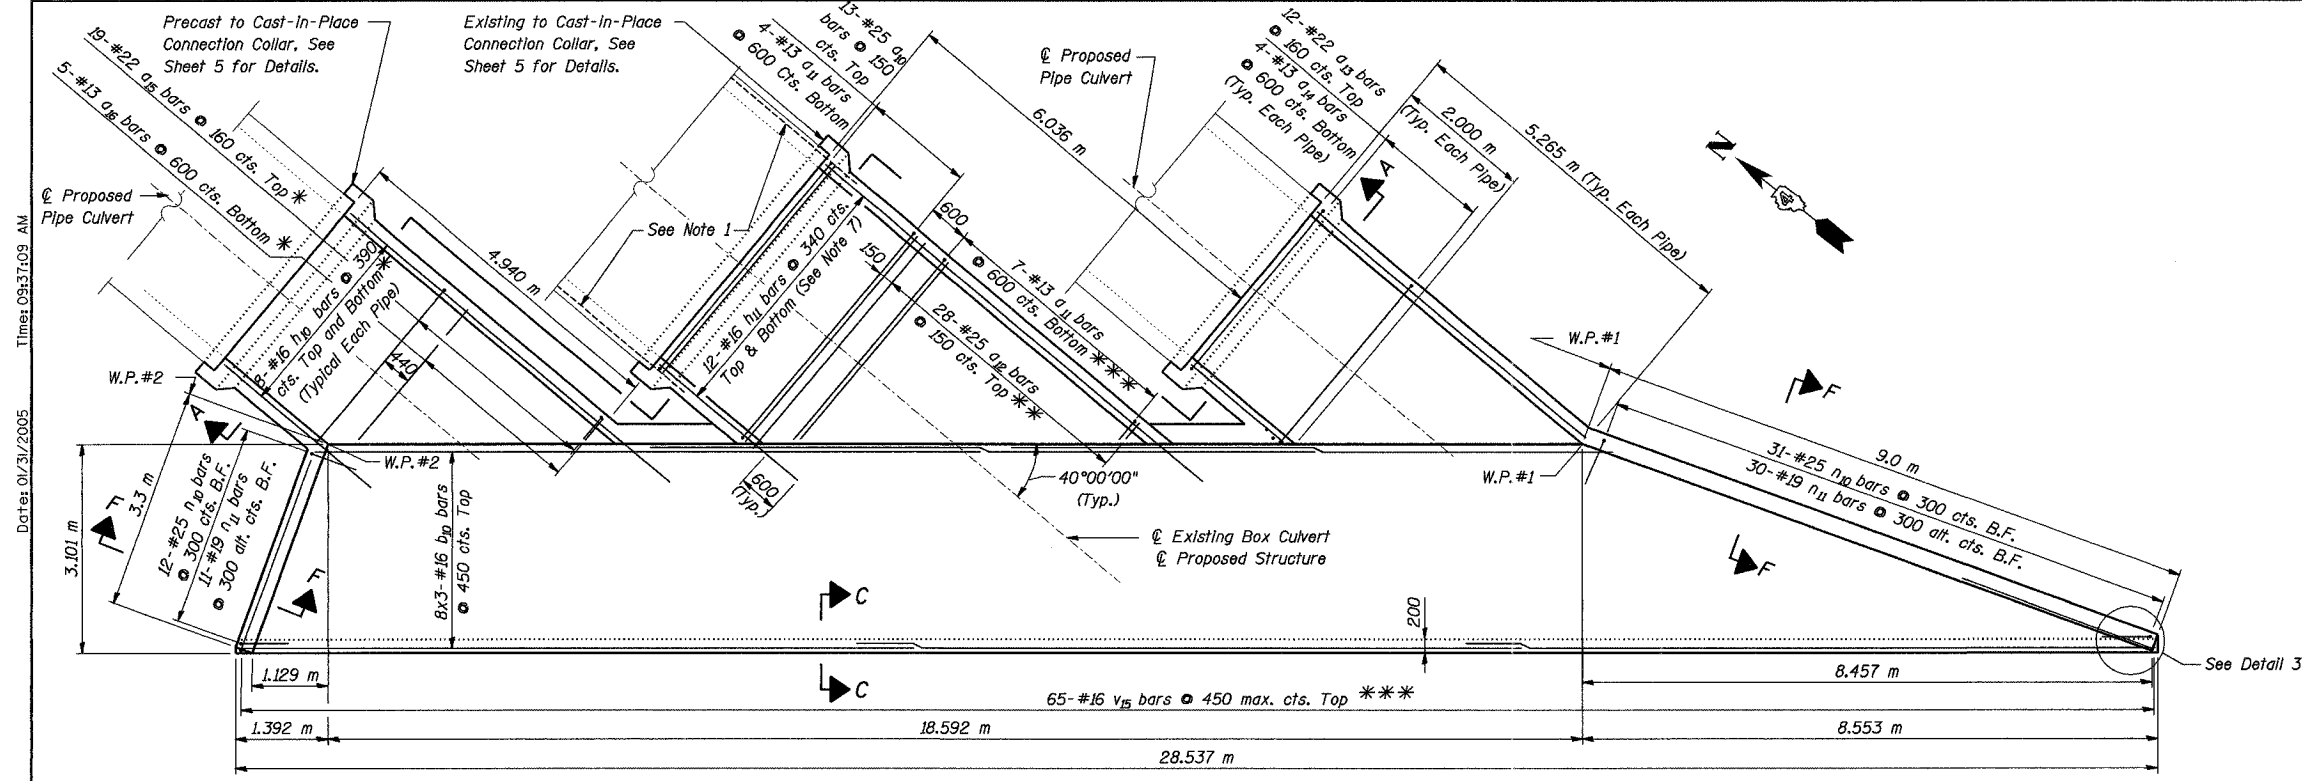 Date: 01/31/2005 Time: 09:37:09 AM
Precast to Cast-in-Place
Connection Collar, See
Sheet 5 for Details.
Existing to Cast-in-Place
Connection Collar, See
Sheet 5 for Details.
19-#22 a15 bars @ 160 cts. Top *
5-#13 a16 bars @ 600 cts. Bottom *
℄ Proposed
Pipe Culvert
13-#25 a10
bars @ 150
cts. Top
4-#13 a11 bars
@ 600 Cts. Bottom
℄ Proposed
Pipe Culvert
12-#22 a13 bars
@ 160 cts. Top
4-#13 a14 bars
@ 600 cts. Bottom
(Typ. Each Pipe)
2.000 m
(Typ. Each Pipe)
5.265 m (Typ. Each Pipe)
6.036 m
N
4.940 m
See Note 1
8-#16 h10 bars @ 390
cts. Top and Bottom *
(Typical Each Pipe)
440
12-#16 h11 bars @ 340 cts.
Top & Bottom (See Note 7)
600
150
7-#13 a11 bars
@ 600 cts. Bottom ***
28-#25 a12 bars
@ 150 cts. Top **
A
A
W.P.#2
W.P.#2
W.P.#1
W.P.#1
F
F
F
F
3.101 m
3.3 m
12-#25 n10 bars
@ 300 cts. B.F.
11-#19 n11 bars
@ 300 alt. cts. B.F.
8x3-#16 b10 bars
@ 450 cts. Top
600
(Typ.)
40°00'00"
(Typ.)
℄ Existing Box Culvert
℄ Proposed Structure
9.0 m
31-#25 n10 bars @ 300 cts. B.F.
30-#19 n11 bars @ 300 alt. cts. B.F.
C
C
200
See Detail 3
1.129 m
8.457 m
65-#16 v15 bars @ 450 max. cts. Top ***
1.392 m
18.592 m
8.553 m
28.537 m